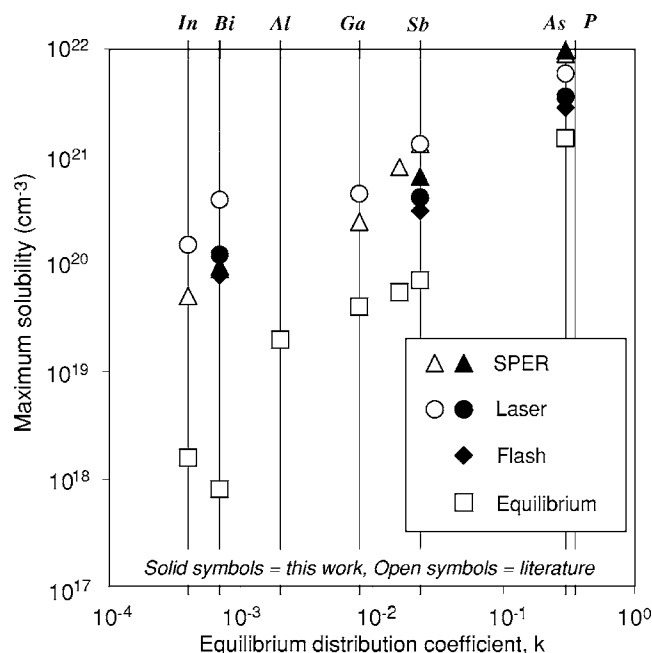 In Bi Al Ga Sb As P
10²²
10²¹
10²⁰
10¹⁹
10¹⁸
10¹⁷
Maximum solubility (cm⁻³)
SPER
Laser
Flash
Equilibrium
Solid symbols = this work, Open symbols = literature
10⁻⁴ 10⁻³ 10⁻² 10⁻¹ 10⁰
Equilibrium distribution coefficient, k